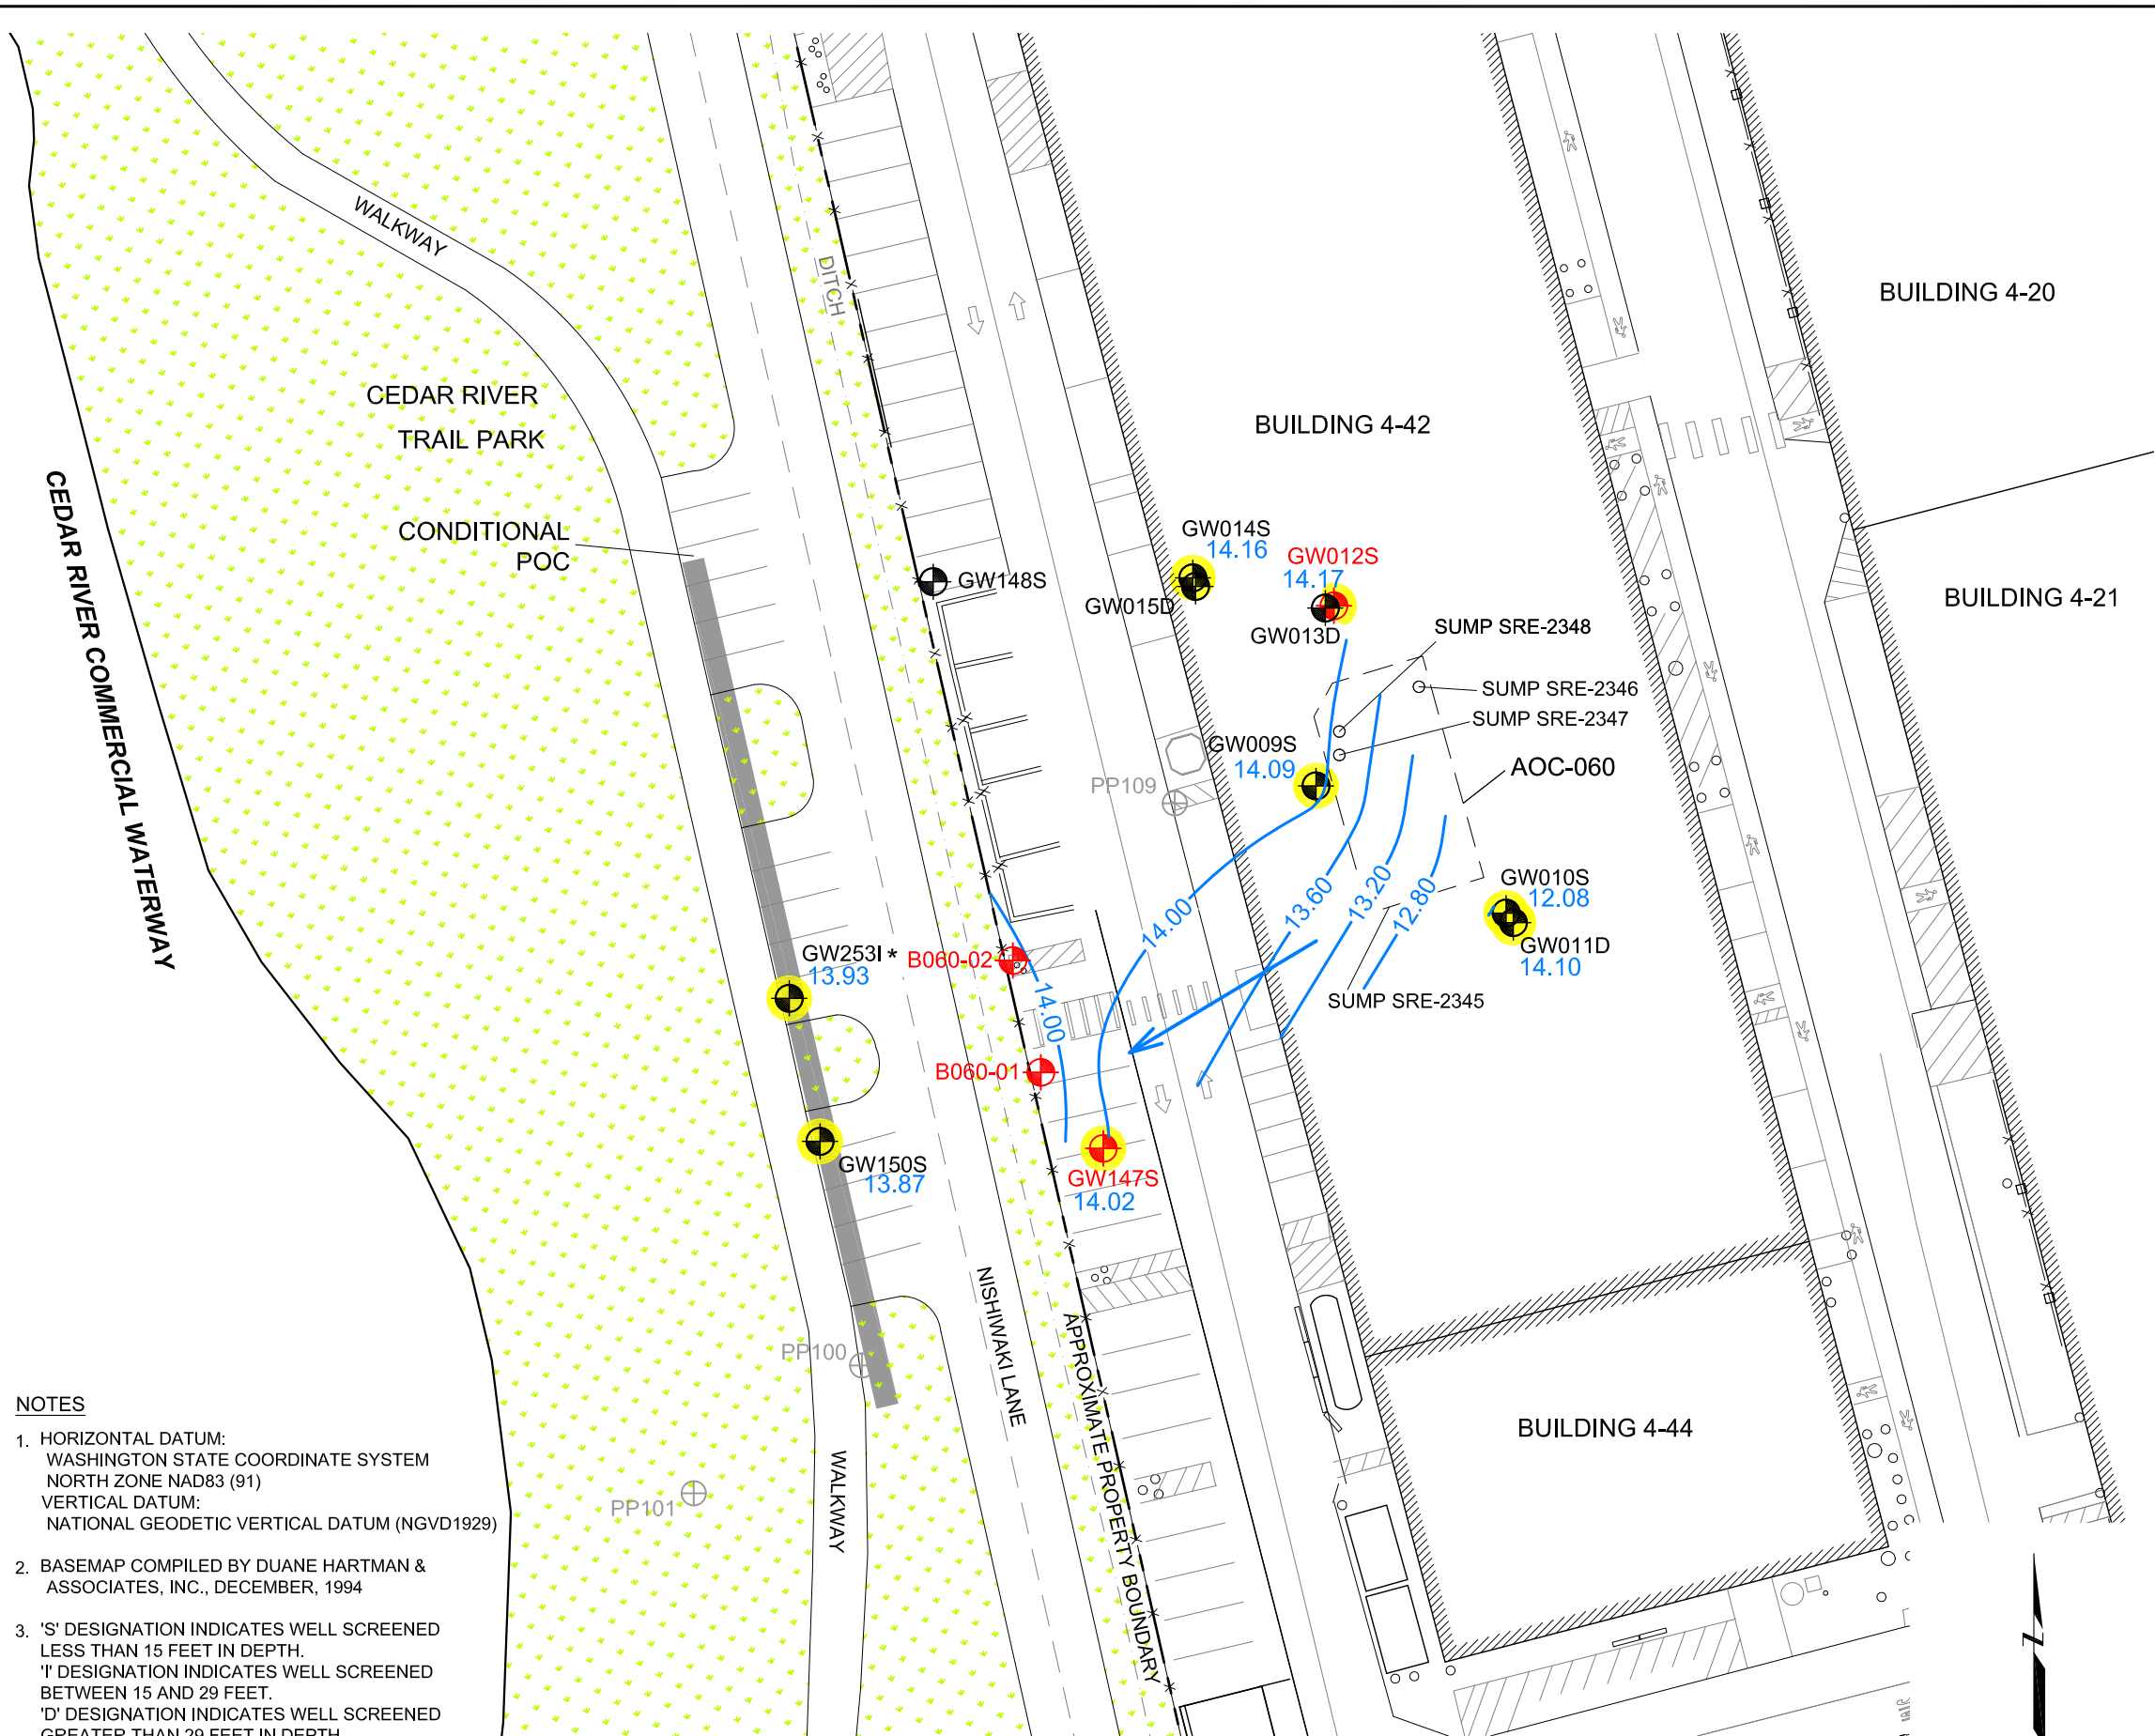 WALKWAY
DITCH
BUILDING 4-20
CEDAR RIVER
TRAIL PARK
BUILDING 4-42
CEDAR RIVER COMMERCIAL WATERWAY
CONDITIONAL
POC
GW014S
14.16
GW012S
14.17
GW148S
GW015D
GW013D
BUILDING 4-21
SUMP SRE-2348
SUMP SRE-2346
SUMP SRE-2347
GW009S
14.09
AOC-060
PP109
GW010S
12.08
14.00
13.60
13.20
12.80
GW011D
14.10
GW253I *
13.93
B060-02
14.00
SUMP SRE-2345
B060-01
GW150S
13.87
GW147S
14.02
NISHIWAKI LANE
APPROXIMATE PROPERTY BOUNDARY
PP100
BUILDING 4-44
WALKWAY
PP101
NOTES
1. HORIZONTAL DATUM:
WASHINGTON STATE COORDINATE SYSTEM
NORTH ZONE NAD83 (91)
VERTICAL DATUM:
NATIONAL GEODETIC VERTICAL DATUM (NGVD1929)
2. BASEMAP COMPILED BY DUANE HARTMAN &
ASSOCIATES, INC., DECEMBER, 1994
3. 'S' DESIGNATION INDICATES WELL SCREENED
LESS THAN 15 FEET IN DEPTH.
'I' DESIGNATION INDICATES WELL SCREENED
BETWEEN 15 AND 29 FEET.
'D' DESIGNATION INDICATES WELL SCREENED
GREATER THAN 29 FEET IN DEPTH
N